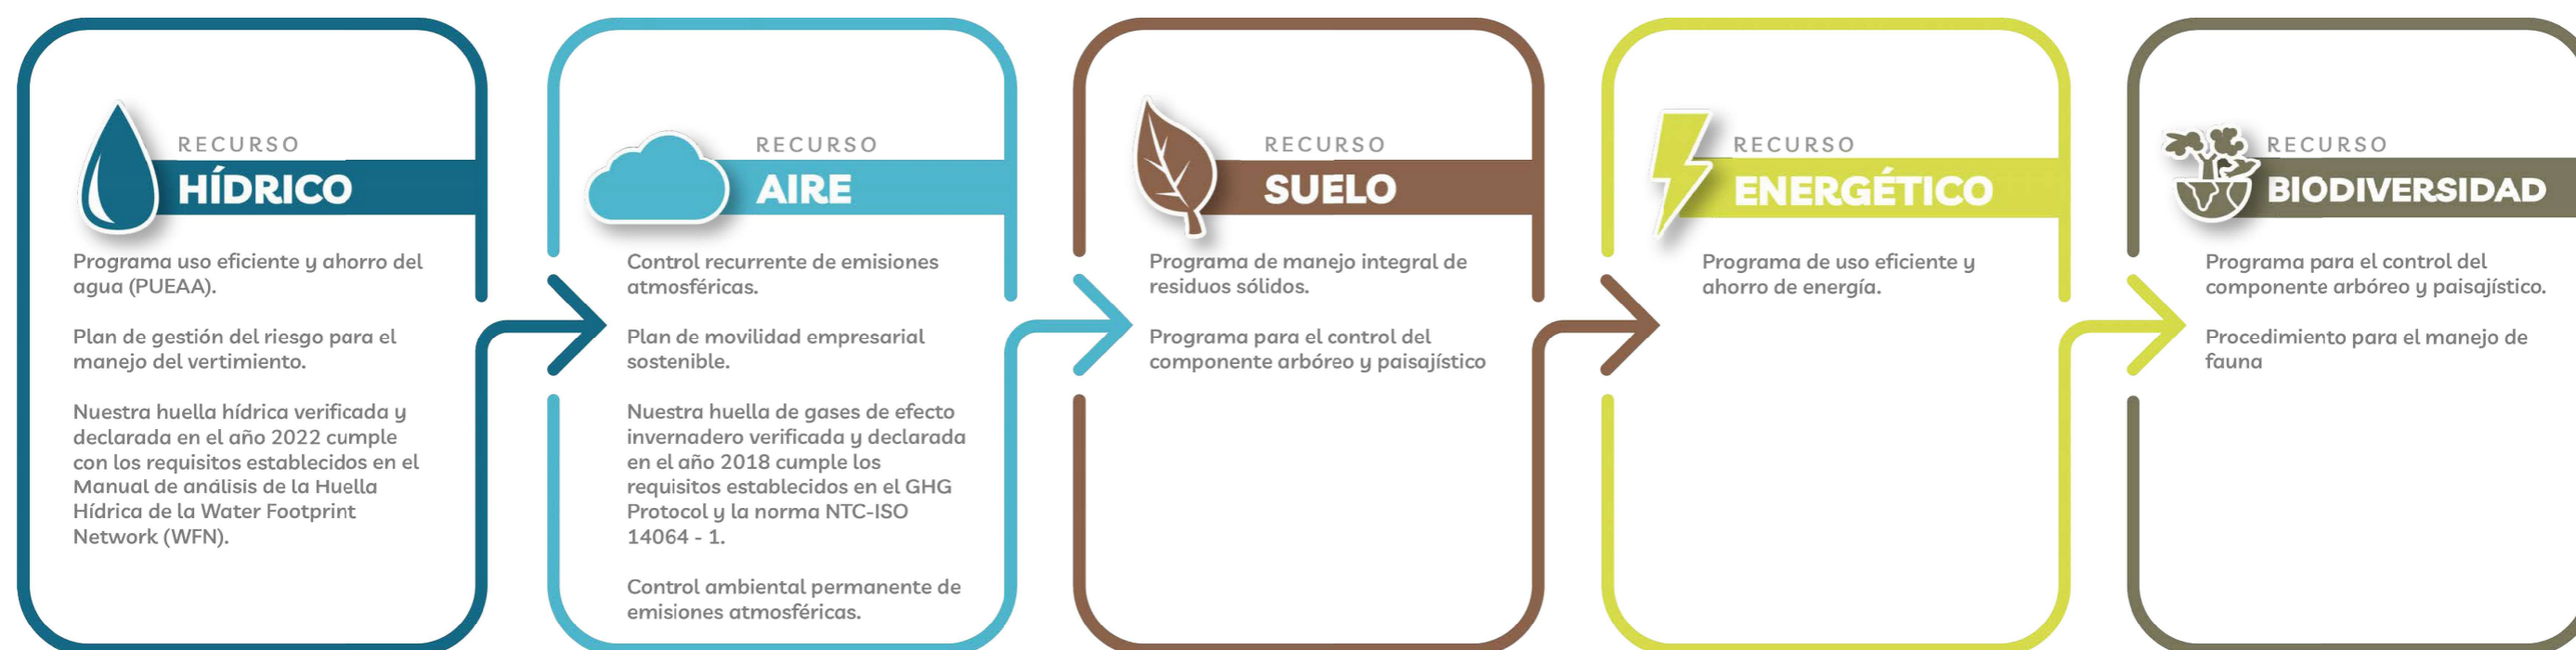 RECURSO
HÍDRICO
Programa uso eficiente y ahorro del
agua (PUEAA).
Plan de gestión del riesgo para el
manejo del vertimiento.
Nuestra huella hídrica verificada y
declarada en el año 2022 cumple
con los requisitos establecidos en el
Manual de análisis de la Huella
Hídrica de la Water Footprint
Network (WFN).
RECURSO
AIRE
Control recurrente de emisiones
atmosféricas.
Plan de movilidad empresarial
sostenible.
Nuestra huella de gases de efecto
invernadero verificada y declarada
en el año 2018 cumple los
requisitos establecidos en el GHG
Protocol y la norma NTC-ISO
14064 - 1.
Control ambiental permanente de
emisiones atmosféricas.
RECURSO
SUELO
Programa de manejo integral de
residuos sólidos.
Programa para el control del
componente arbóreo y paisajístico
RECURSO
ENERGÉTICO
Programa de uso eficiente y
ahorro de energía.
RECURSO
BIODIVERSIDAD
Programa para el control del
componente arbóreo y paisajístico.
Procedimiento para el manejo de
fauna